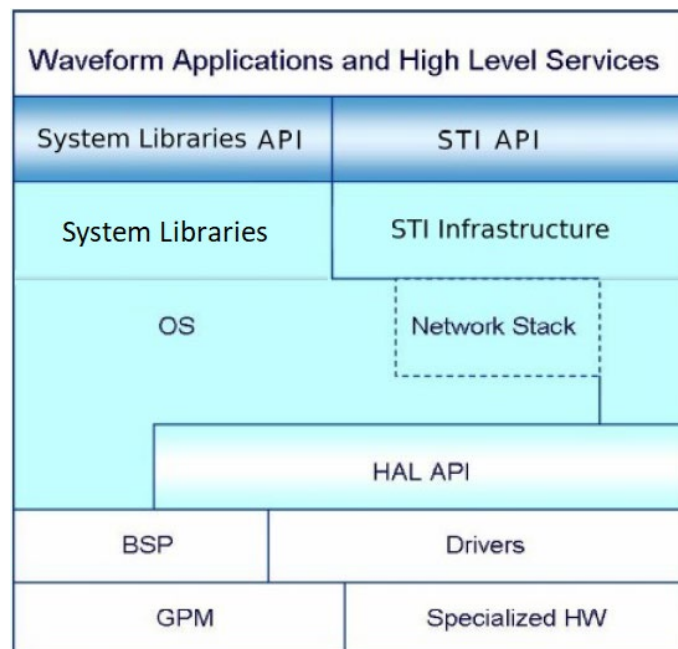 Waveform Applications and High Level Services
System Libraries API
STI API
System Libraries
STI Infrastructure
OS
Network Stack
HAL API
BSP
Drivers
GPM
Specialized HW